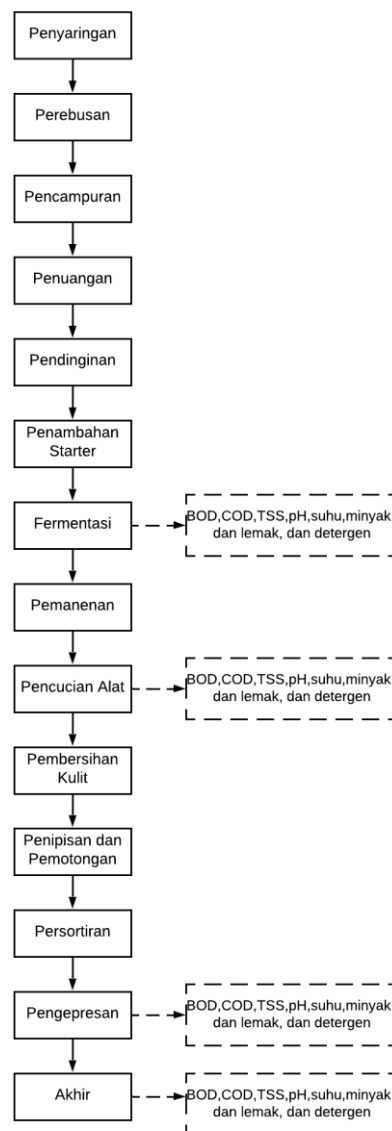 Penyaringan
Perebusan
Pencampuran
Penuangan
Pendinginan
Penambahan
Starter
Fermentasi
BOD,COD,TSS,pH,suhu,minyak
dan lemak, dan detergen
Pemanenan
Pencucian Alat
BOD,COD,TSS,pH,suhu,minyak
dan lemak, dan detergen
Pembersihan
Kulit
Penipisan dan
Pemotongan
Persortiran
Pengepresan
BOD,COD,TSS,pH,suhu,minyak
dan lemak, dan detergen
Akhir
BOD,COD,TSS,pH,suhu,minyak
dan lemak, dan detergen